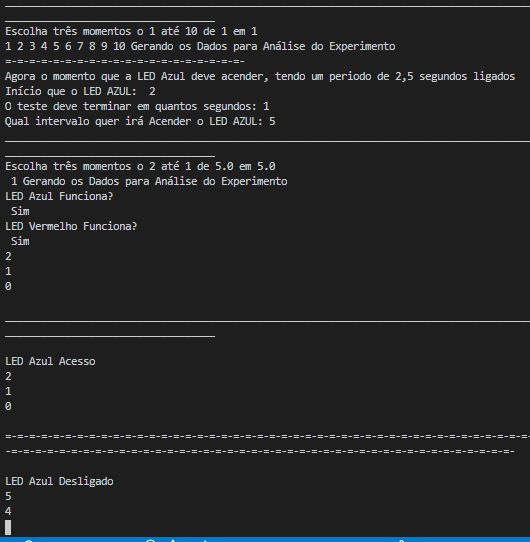 Escolha três momentos o 1 até 10 de 1 em 1
1 2 3 4 5 6 7 8 9 10 Gerando os Dados para Análise do Experimento
=-=-=-=-=-=-=-=-=-=-=-=-=-=-=-=-=-=-=-=-
Agora o momento que a LED Azul deve acender, tendo um periodo de 2,5 segundos ligados
Início que o LED AZUL:  2
O teste deve terminar em quantos segundos: 1
Qual intervalo quer irá Acender o LED AZUL: 5
Escolha três momentos o 2 até 1 de 5.0 em 5.0
 1 Gerando os Dados para Análise do Experimento
LED Azul Funciona?
 Sim
LED Vermelho Funciona?
 Sim
2
1
0
LED Azul Acesso
2
1
0
=-=-=-=-=-=-=-=-=-=-=-=-=-=-=-=-=-=-=-=-=-=-=-=-=-=-=-=-=-=-=-=-=-=-=-=-=-=-=-=-=-=-=-=-
-=-=-=-=-=-=-=-=-=-=-=-=-=-=-=-=-=-=-=-=-=-=-=-=-=-=-=-=-=-=-=-=-=-=-=-=-=-=-=-=-=-=-
LED Azul Desligado
5
4